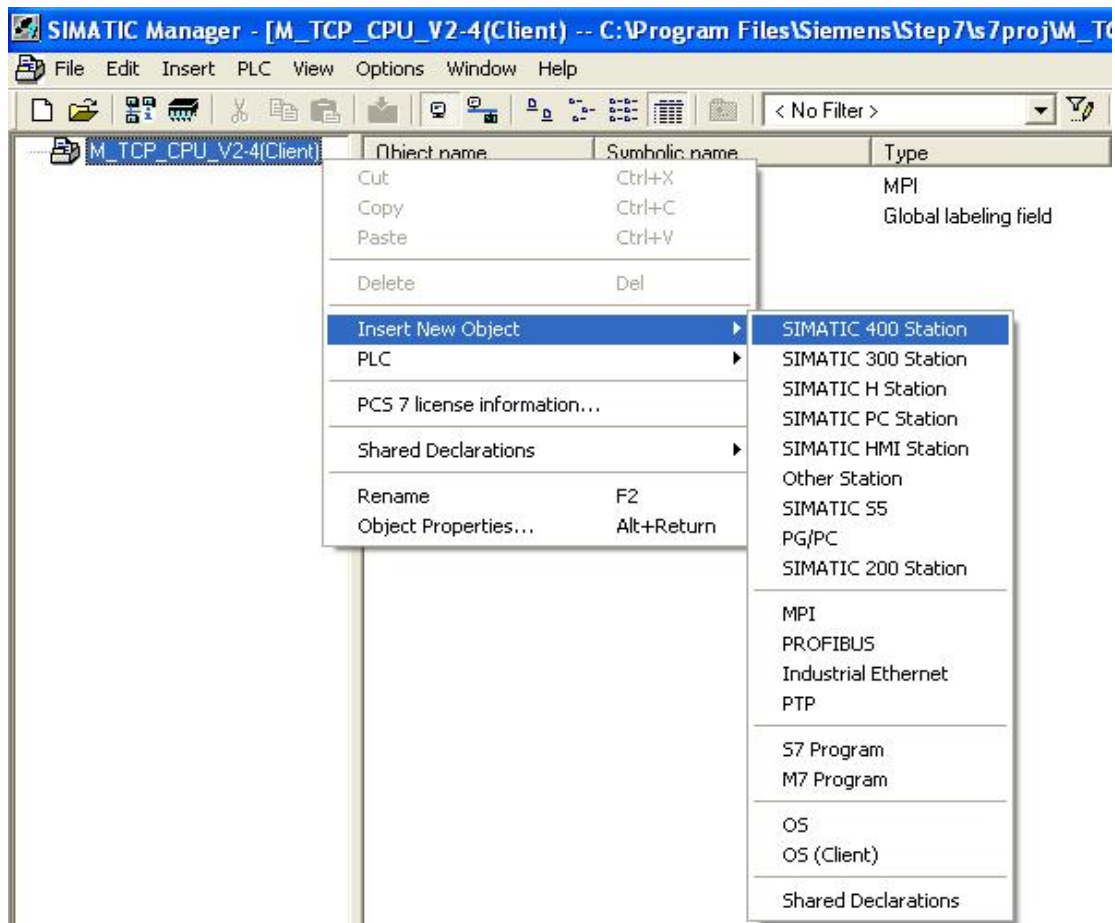 SIMATIC Manager - [M_TCP_CPU_V2-4(Client) -- C:\Program Files\Siemens\Step7\s7proj\M_TC
File Edit Insert PLC View Options Window Help
< No Filter >
M_TCP_CPU_V2-4(Client) Object name Symbolic name Type
MPI
Global labeling field
Cut Ctrl+X
Copy Ctrl+C
Paste Ctrl+V
Delete Del
Insert New Object
PLC
PCS 7 license information...
Shared Declarations
Rename F2
Object Properties... Alt+Return
SIMATIC 400 Station
SIMATIC 300 Station
SIMATIC H Station
SIMATIC PC Station
SIMATIC HMI Station
Other Station
SIMATIC S5
PG/PC
SIMATIC 200 Station
MPI
PROFIBUS
Industrial Ethernet
PTP
S7 Program
M7 Program
OS
OS (Client)
Shared Declarations